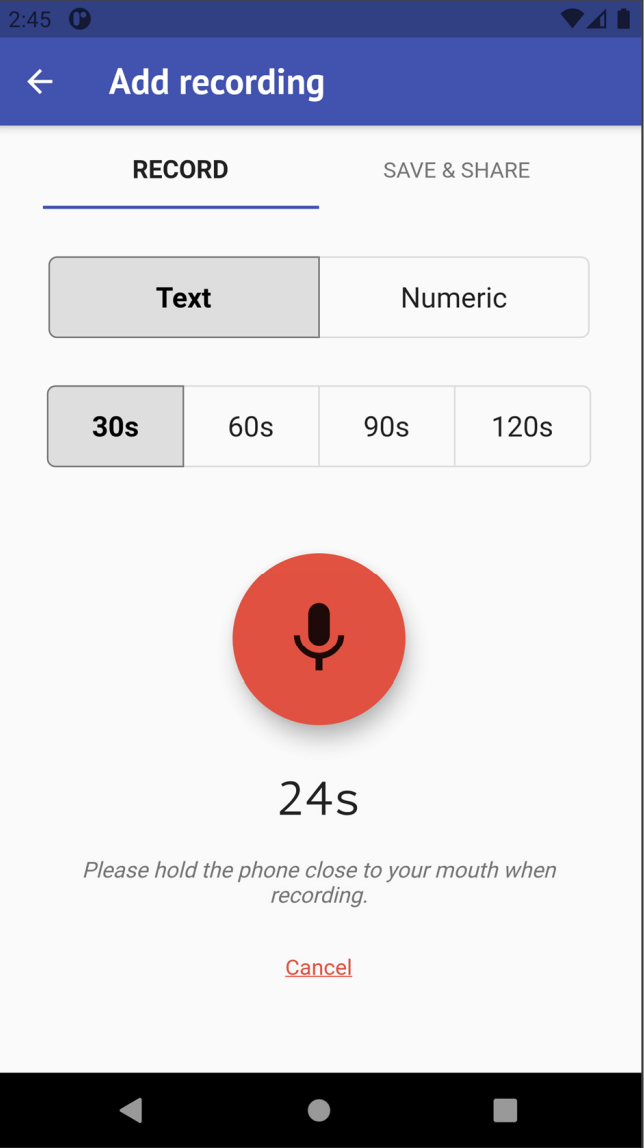 2:45
Add recording
RECORD
SAVE & SHARE
Text
Numeric
30s
60s
90s
120s
24s
Please hold the phone close to your mouth when
recording.
Cancel